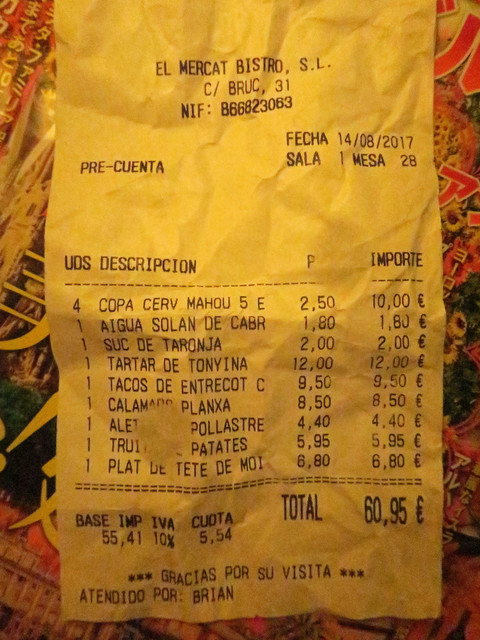 EL MERCAT BISTRO, S.L.
C/ BRUC, 31
NIF: B66823063
FECHA 14/08/2017
PRE-CUENTA SALA 1 MESA 28
UDS DESCRIPCION P IMPORTE
4 COPA CERV MAHOU 5 E 2,50 10,00 €
1 AIGUA SOLAN DE CABR 1,80 1,80 €
1 SUC DE TARONJA 2,00 2,00 €
1 TARTAR DE TONYINA 12,00 12,00 €
1 TACOS DE ENTRECOT C 9,50 9,50 €
1 PLANXA 8,50 8,50 €
1 POLLASTRE 4,40 4,40 €
1 PATATES 5,95 5,95 €
1 PLAT DE TETE DE MOI 6,80 6,80 €
TOTAL 60,95 €
BASE IMP IVA CUOTA
55,41 10% 5,54
*** GRACIAS POR SU VISITA ***
ATENDIDO POR: BRIAN